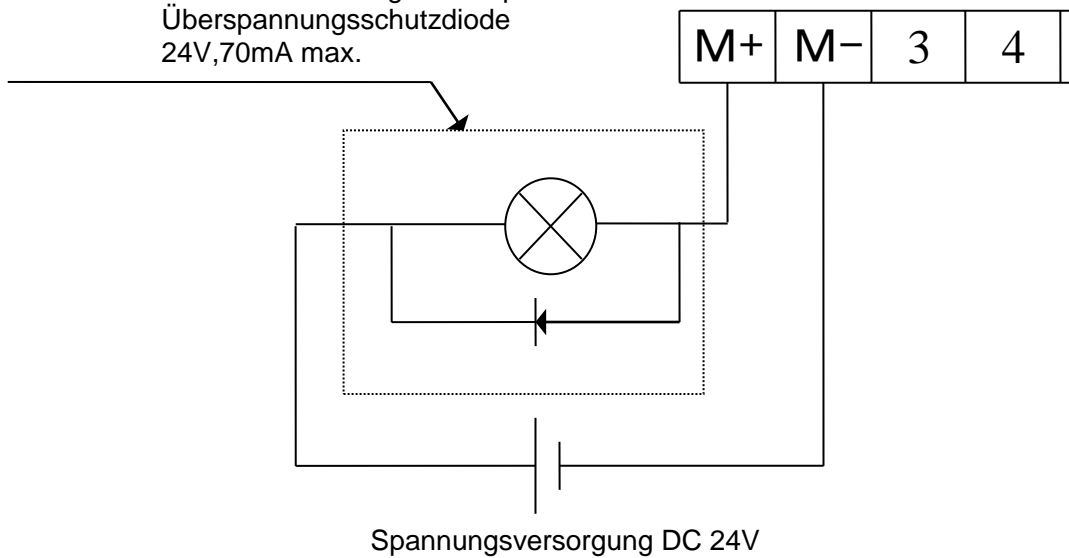 Überspannungsschutzdiode
24V,70mA max.
M+ M− 3 4
Spannungsversorgung DC 24V